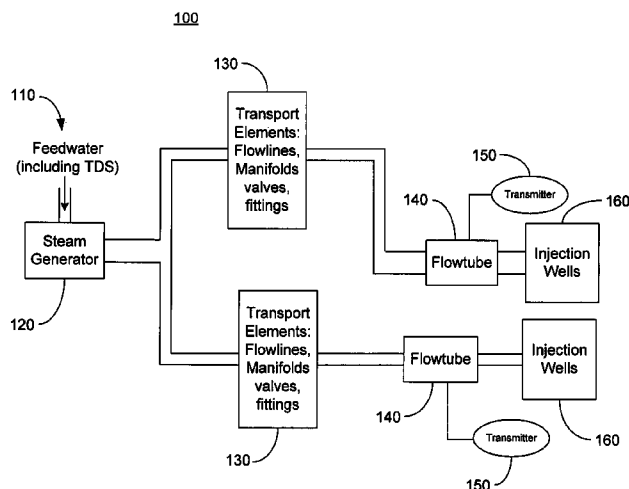 100
130
110
Feedwater
(including TDS)
Transport
Elements:
Flowlines,
Manifolds
valves,
fittings
150
Transmitter
140
160
Steam
Generator
Flowtube
Injection
Wells
120
Transport
Elements:
Flowlines,
Manifolds
valves,
fittings
Flowtube
Injection
Wells
140
Transmitter
160
130
150